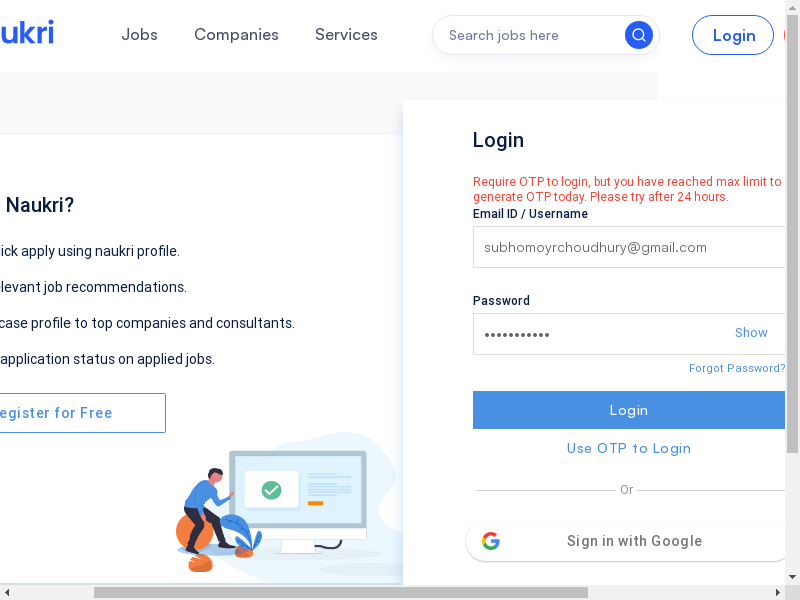 ukri
Jobs
Companies
Services
Search jobs here
Login
Login
Require OTP to login, but you have reached max limit to
generate OTP today. Please try after 24 hours.
Email ID / Username
subhomoyrchoudhury@gmail.com
Password
•••••••••••
Show
Forgot Password?
Login
Use OTP to Login
Or
Sign in with Google
Naukri?
ick apply using naukri profile.
levant job recommendations.
case profile to top companies and consultants.
application status on applied jobs.
egister for Free